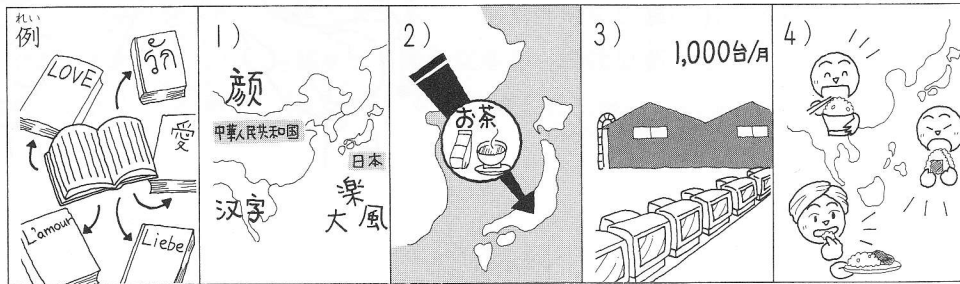 れい
例
LOVE
รัก
愛
L'amour
Liebe
1)
顔
中華人民共和国
日本
汉字
楽
大 風
2)
お茶
3)
1,000台/月
4)